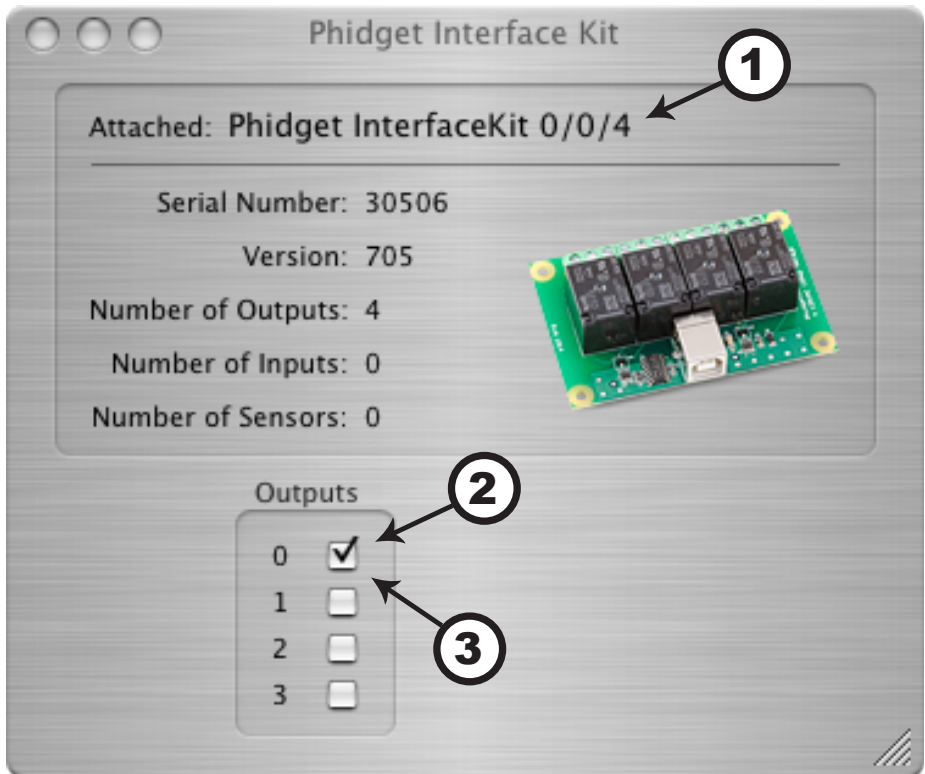 Phidget Interface Kit
1
Attached: Phidget InterfaceKit 0/0/4
Serial Number: 30506
Version: 705
Number of Outputs: 4
Number of Inputs: 0
Number of Sensors: 0
Outputs
2
0
1
2
3
3